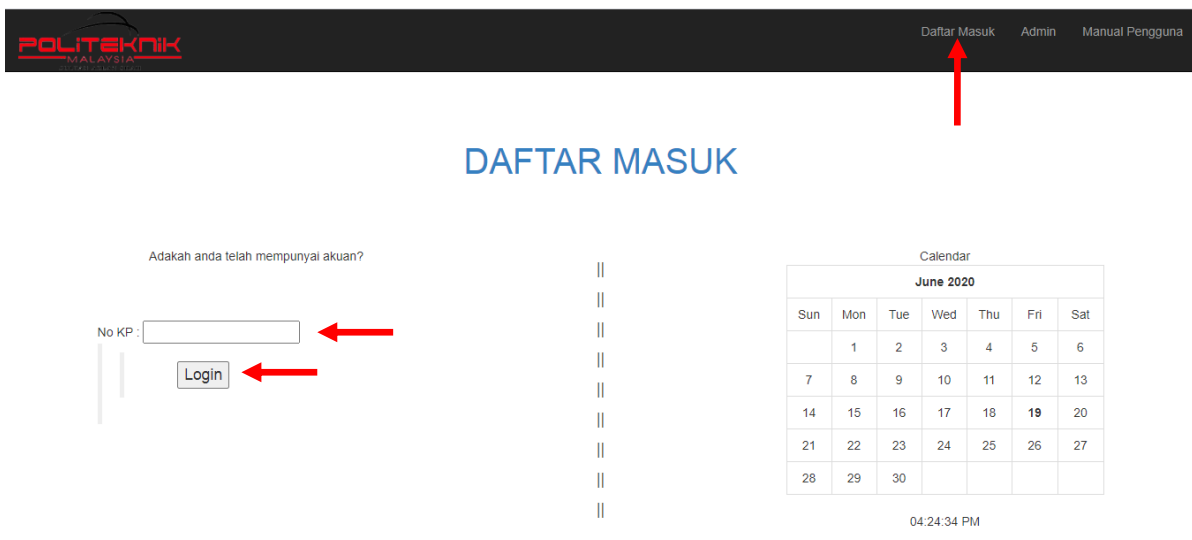 POLITEKNIK
MALAYSIA
Daftar Masuk Admin Manual Pengguna
DAFTAR MASUK
Adakah anda telah mempunyai akuan?
No KP :
Login
||
||
||
||
||
||
||
||
||
Calendar
June 2020
Sun Mon Tue Wed Thu Fri Sat
1 2 3 4 5 6
7 8 9 10 11 12 13
14 15 16 17 18 19 20
21 22 23 24 25 26 27
28 29 30
04:24:34 PM